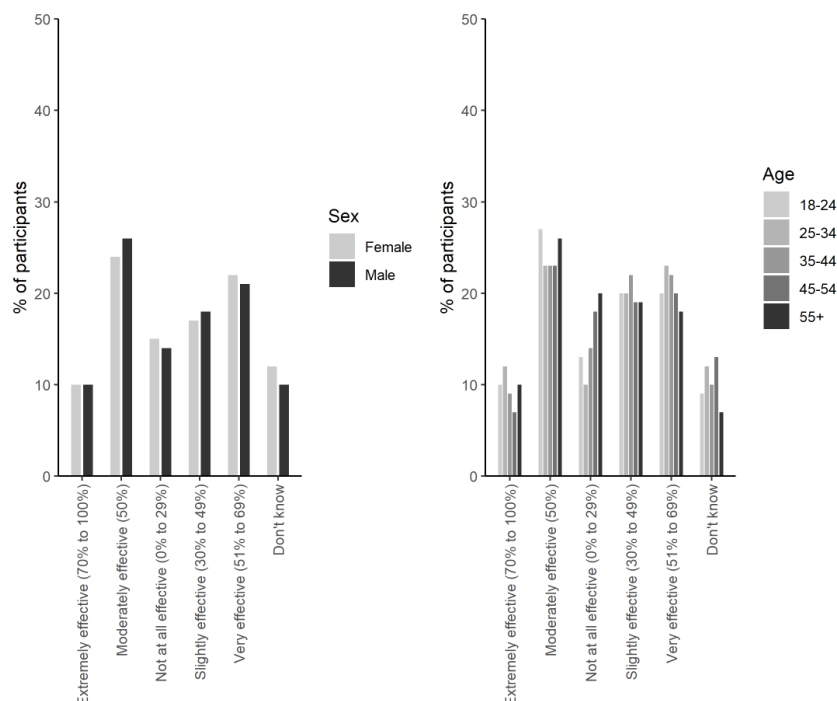 50
40
30
20
10
0
% of participants
Extremely effective (70% to 100%)
Moderately effective (50%)
Not at all effective (0% to 29%)
Slightly effective (30% to 49%)
Very effective (51% to 69%)
Don't know
Sex
Female
Male
50
40
30
20
10
0
% of participants
Extremely effective (70% to 100%)
Moderately effective (50%)
Not at all effective (0% to 29%)
Slightly effective (30% to 49%)
Very effective (51% to 69%)
Don't know
Age
18-24
25-34
35-44
45-54
55+